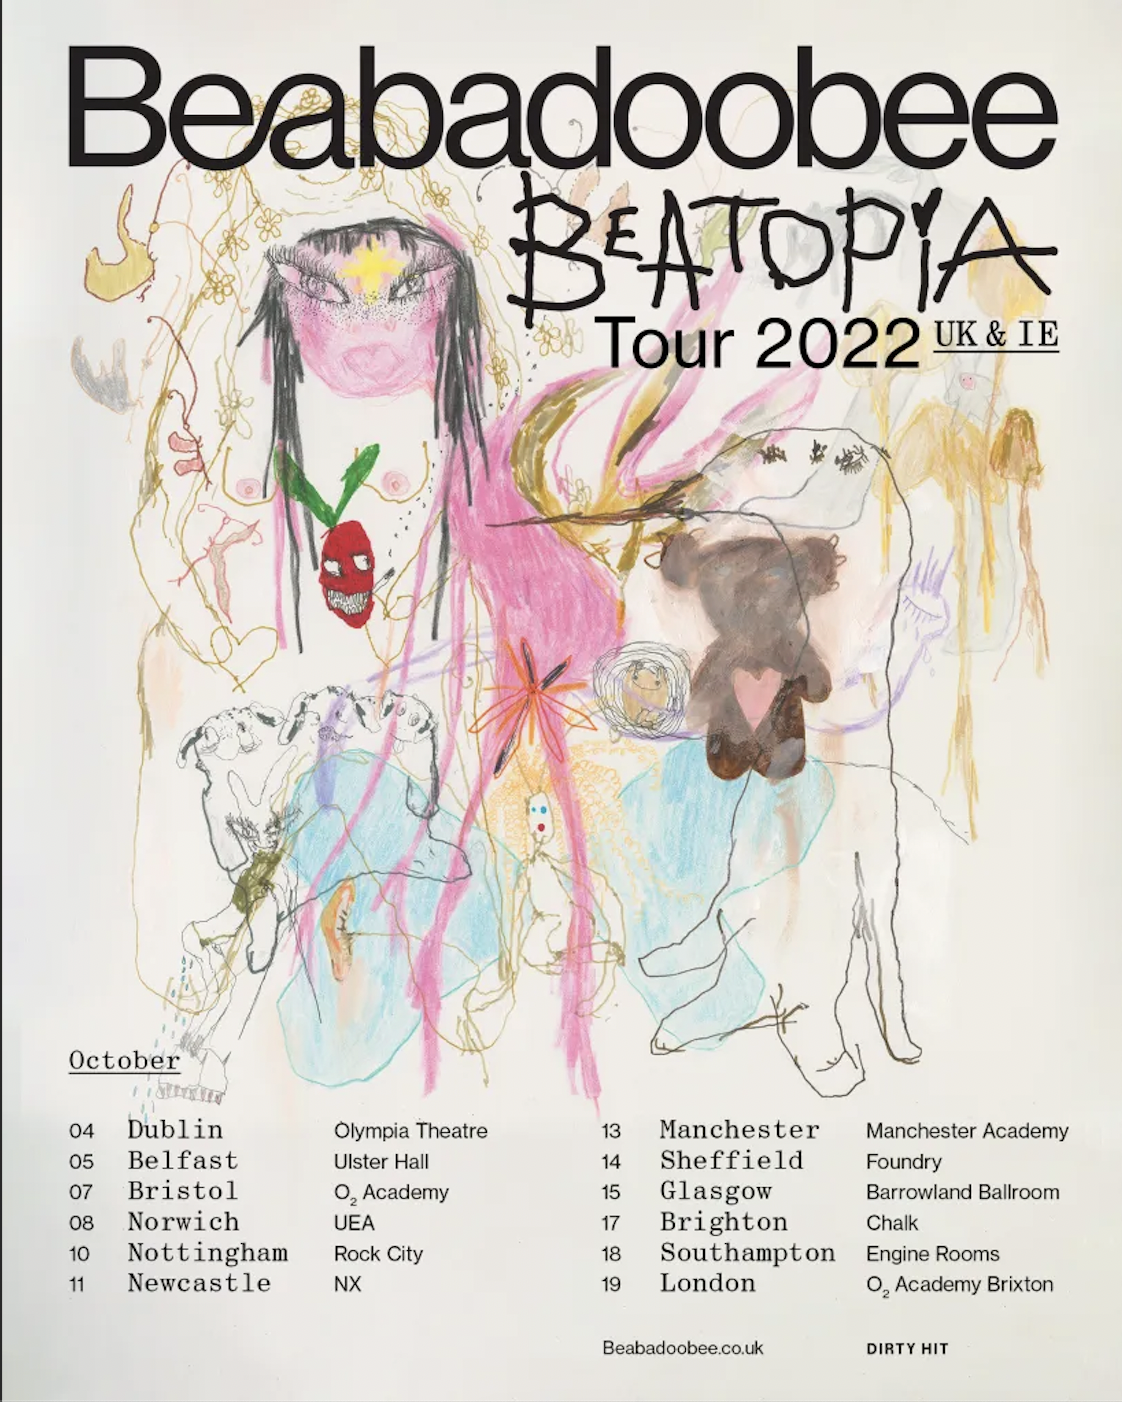 Beabadoobee
BEATOPiA
Tour 2022 UK & IE
October
04 Dublin Olympia Theatre
05 Belfast Ulster Hall
07 Bristol O₂ Academy
08 Norwich UEA
10 Nottingham Rock City
11 Newcastle NX
13 Manchester Manchester Academy
14 Sheffield Foundry
15 Glasgow Barrowland Ballroom
17 Brighton Chalk
18 Southampton Engine Rooms
19 London O₂ Academy Brixton
Beabadoobee.co.uk DIRTY HIT